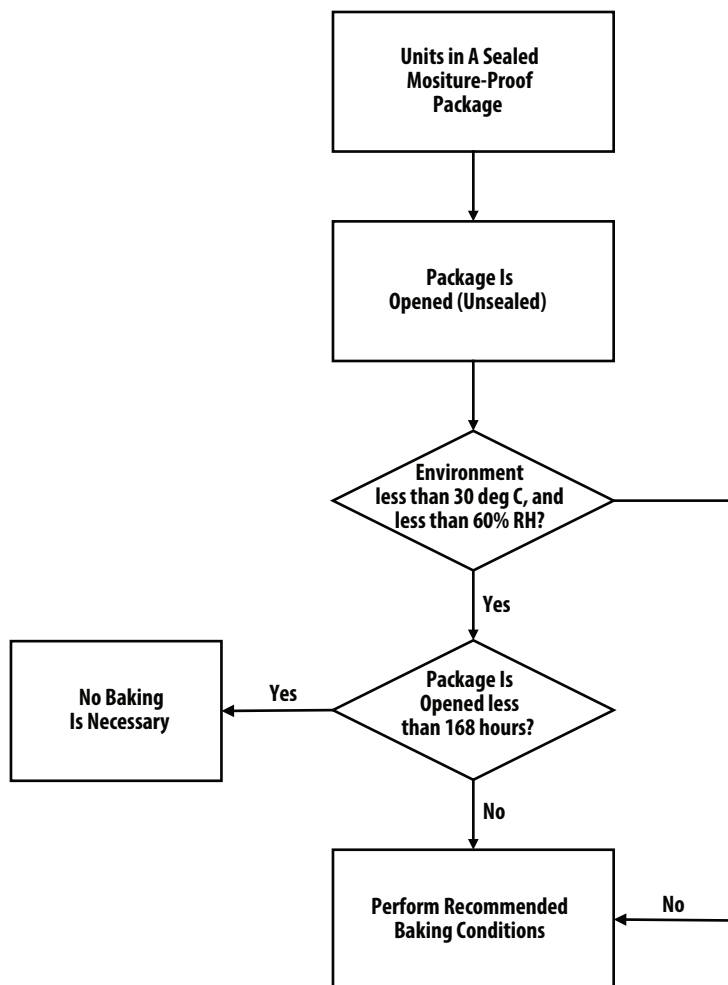 Units in A Sealed
Mositure-Proof
Package
Package Is
Opened (Unsealed)
Environment
less than 30 deg C, and
less than 60% RH?
Yes
Package Is
Opened less
than 168 hours?
Yes
No Baking
Is Necessary
No
Perform Recommended
Baking Conditions
No